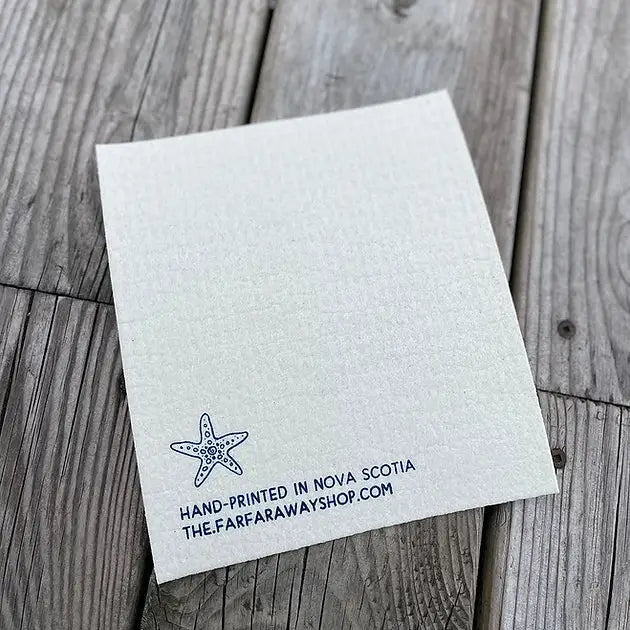 HAND-PRINTED IN NOVA SCOTIA
THE.FARFARAWAYSHOP.COM